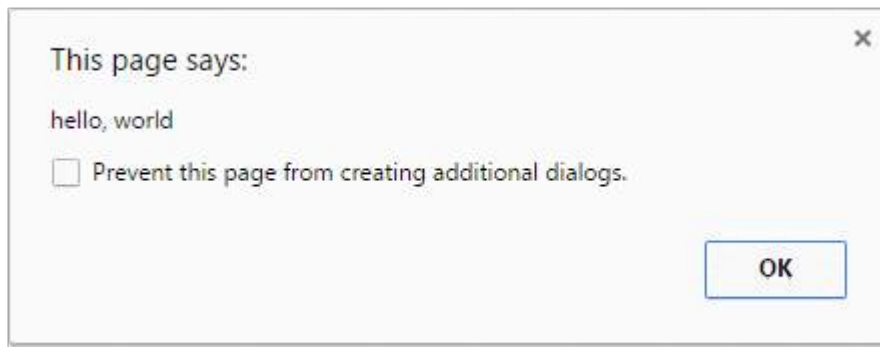 This page says:
hello, world
Prevent this page from creating additional dialogs.
OK